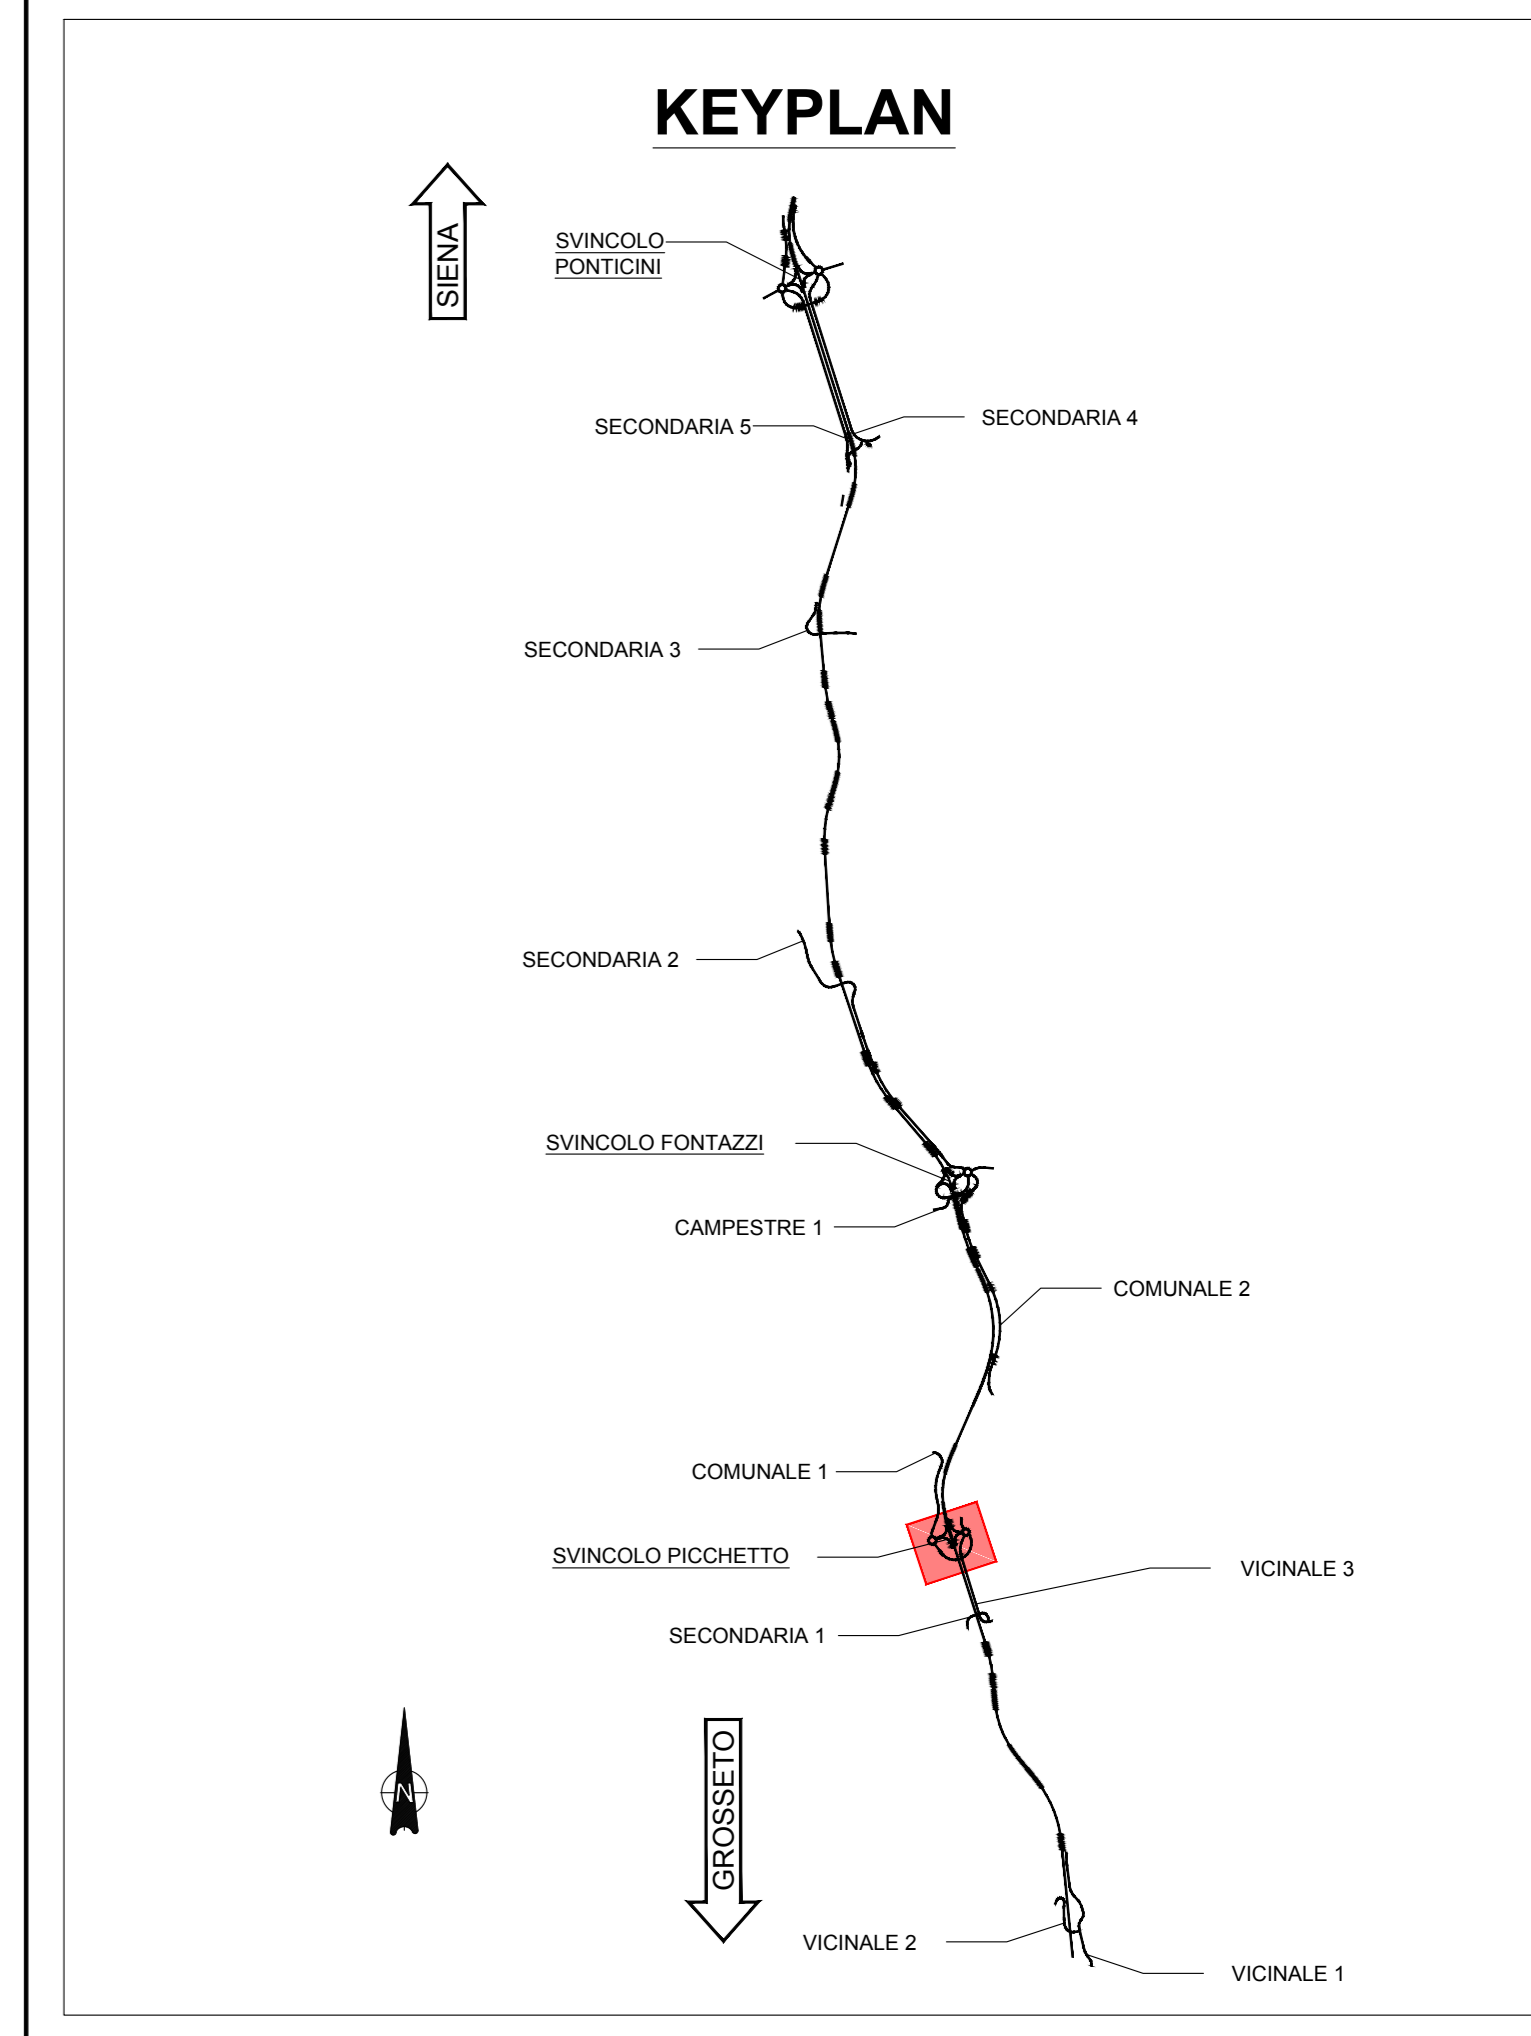 KEYPLAN
SIENA
SVINCOLO
PONTICINI
SECONDARIA 4
SECONDARIA 5
SECONDARIA 3
SECONDARIA 2
SVINCOLO FONTAZZI
CAMPESTRE 1
COMUNALE 2
COMUNALE 1
SVINCOLO PICCHETTO
VICINALE 3
SECONDARIA 1
N
GROSSETO
VICINALE 2
VICINALE 1